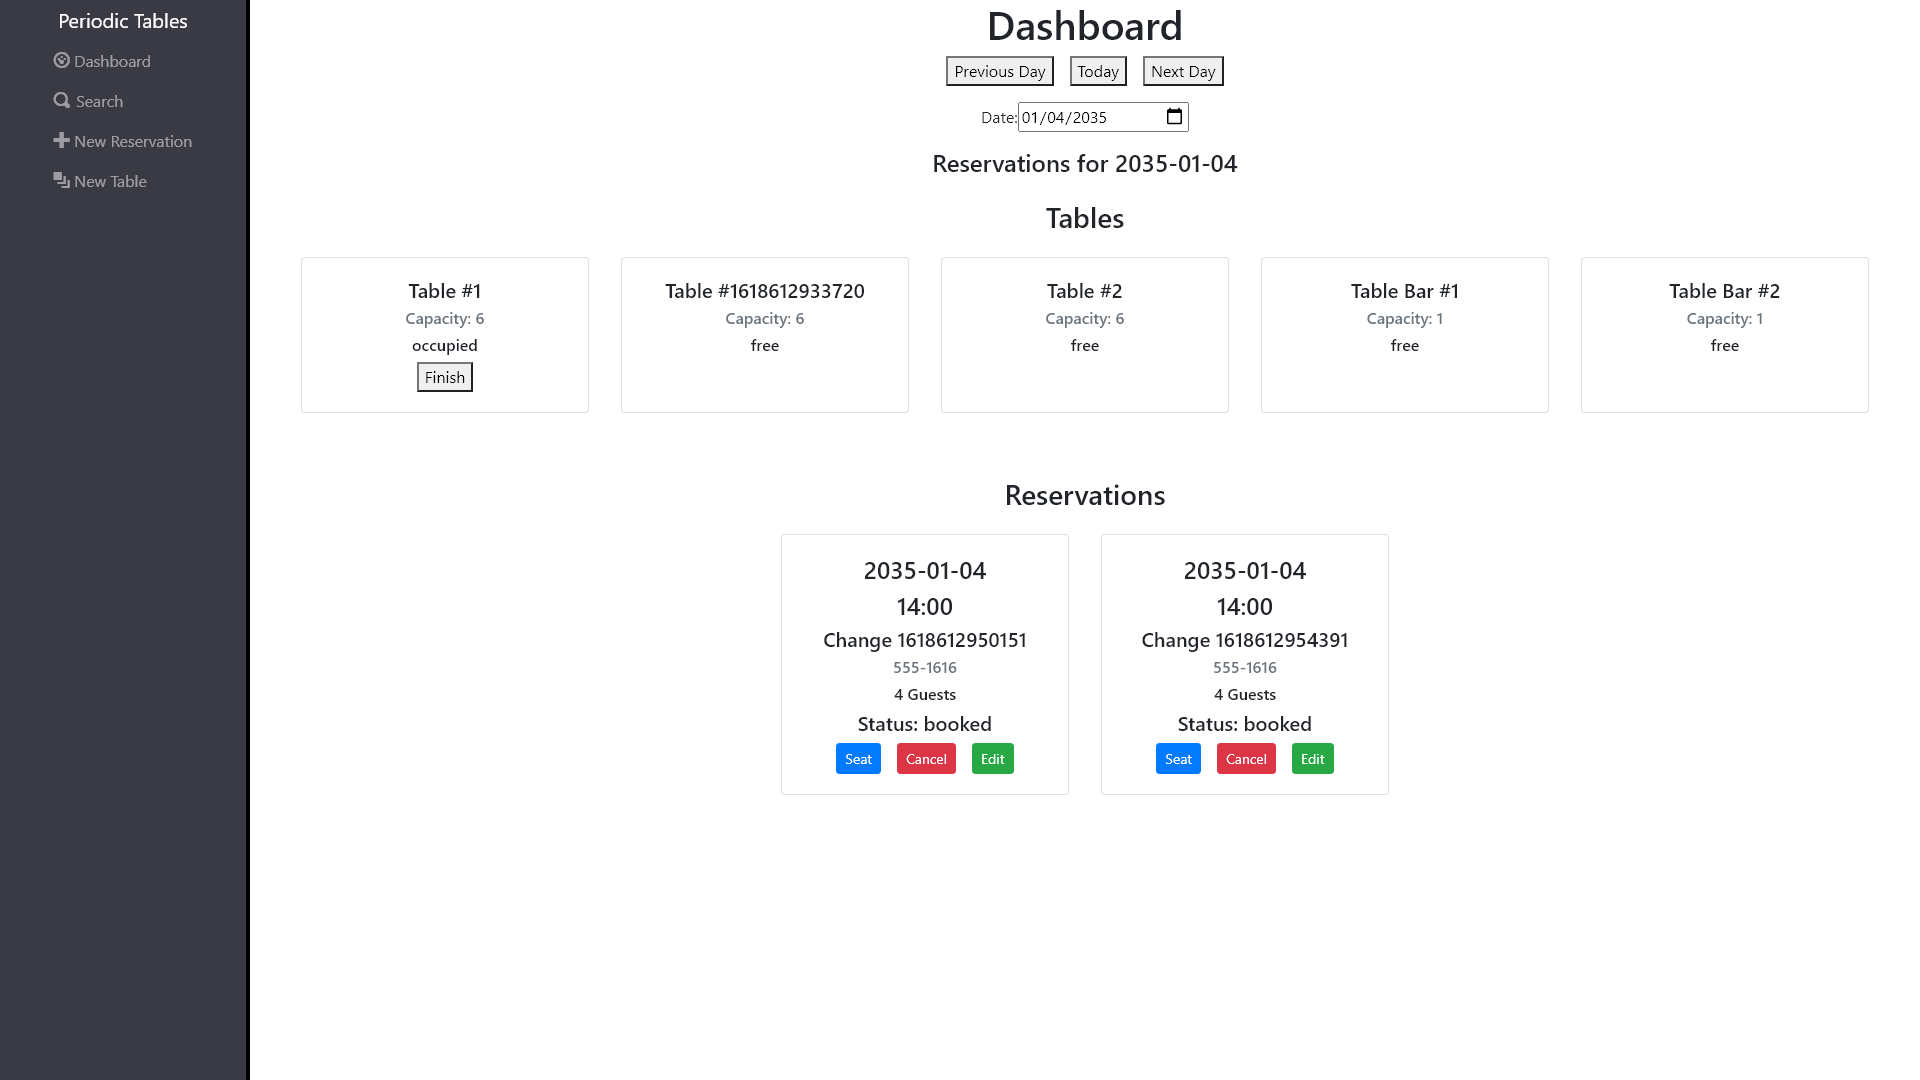 Periodic Tables
Dashboard
Search
New Reservation
New Table
Dashboard
Previous Day Today Next Day
Date: 01/04/2035
Reservations for 2035-01-04
Tables
Table #1
Capacity: 6
occupied
Finish
Table #1618612933720
Capacity: 6
free
Table #2
Capacity: 6
free
Table Bar #1
Capacity: 1
free
Table Bar #2
Capacity: 1
free
Reservations
2035-01-04
14:00
Change 1618612950151
555-1616
4 Guests
Status: booked
Seat Cancel Edit
2035-01-04
14:00
Change 1618612954391
555-1616
4 Guests
Status: booked
Seat Cancel Edit